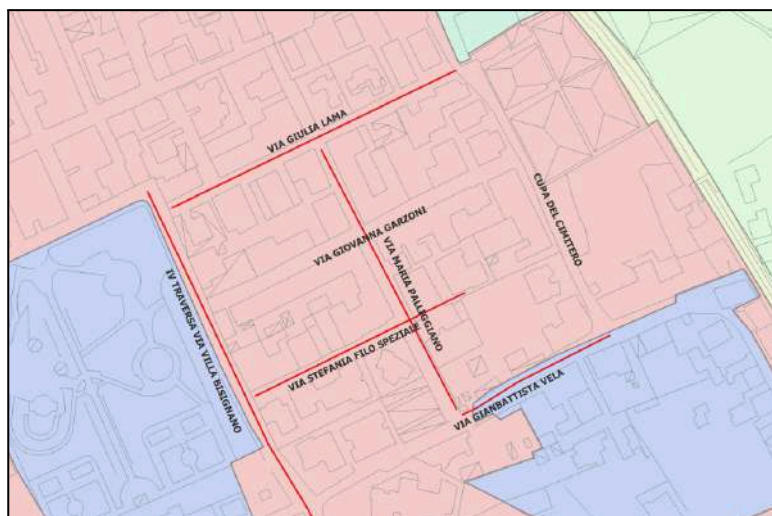 VIA GIULIA LAMA
CUPA DEL CIMITERO
VIA GIOVANNA GARZONI
VIA MARIA PALLIGGIANO
IV TRAVERSA VIA VILLA BISIGNANO
VIA STEFANIA FILO SPEZIALE
VIA GIANBATTISTA VELA